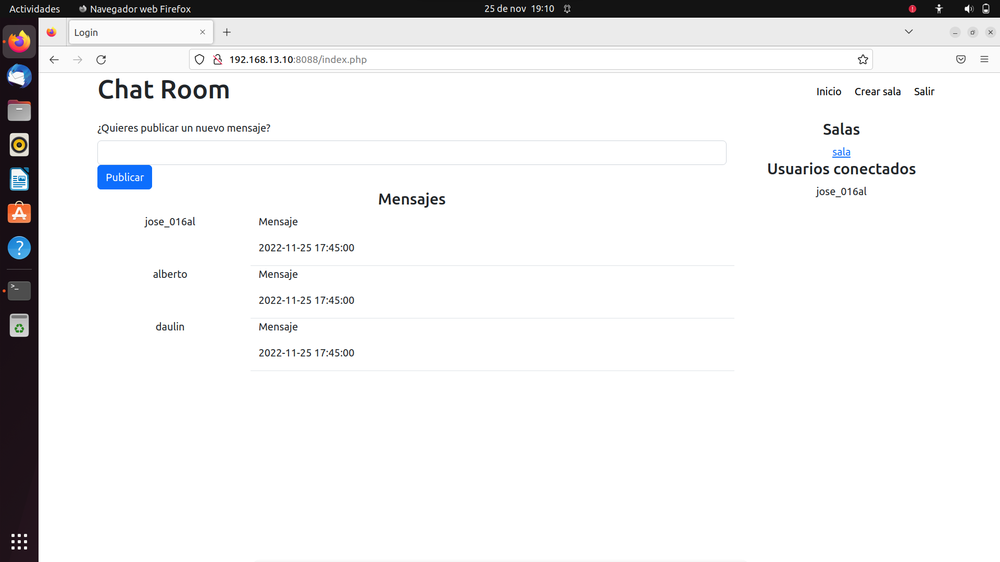 Actividades Navegador web Firefox 25 de nov 19:10
Login
192.168.13.10:8088/index.php
Chat Room
Inicio Crear sala Salir
¿Quieres publicar un nuevo mensaje?
Publicar
Mensajes
jose_016al Mensaje
2022-11-25 17:45:00
alberto Mensaje
2022-11-25 17:45:00
daulin Mensaje
2022-11-25 17:45:00
Salas
sala
Usuarios conectados
jose_016al